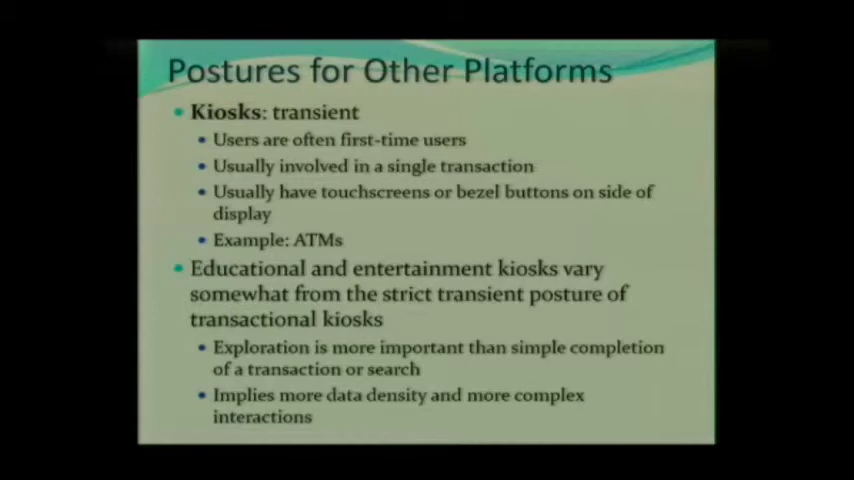 Postures for Other Platforms
Kiosks: transient
Users are often first-time users
Usually involved in a single transaction
Usually have touchscreens or bezel buttons on side of
display
Example: ATMs
Educational and entertainment kiosks vary
somewhat from the strict transient posture of
transactional kiosks
Exploration is more important than simple completion
of a transaction or search
Implies more data density and more complex
interactions